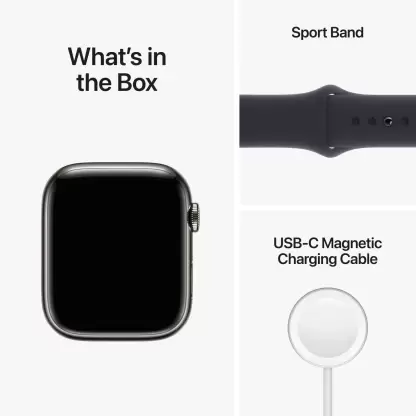 What's in
the Box
Sport Band
USB-C Magnetic
Charging Cable